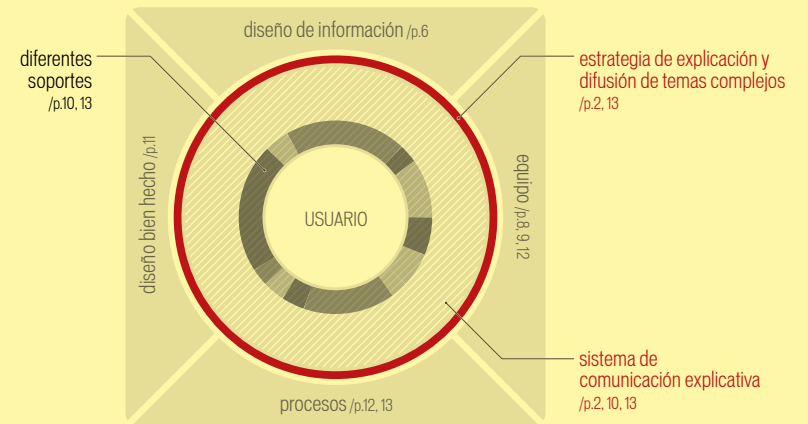 diseño de información /p.6
diferentes
soportes
/p.10, 13
estrategia de explicación y
difusión de temas complejos
/p.2, 13
diseño bien hecho /p.11
USUARIO
equipo /p.8, 9, 12
sistema de
comunicación explicativa
/p.2, 10, 13
procesos /p.12, 13